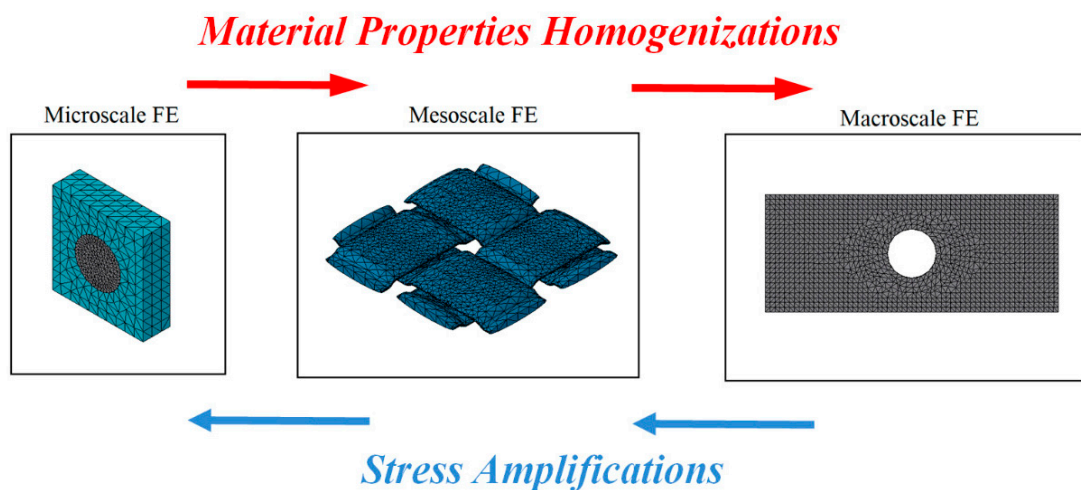 Material Properties Homogenizations
Microscale FE
Mesoscale FE
Macroscale FE
Stress Amplifications